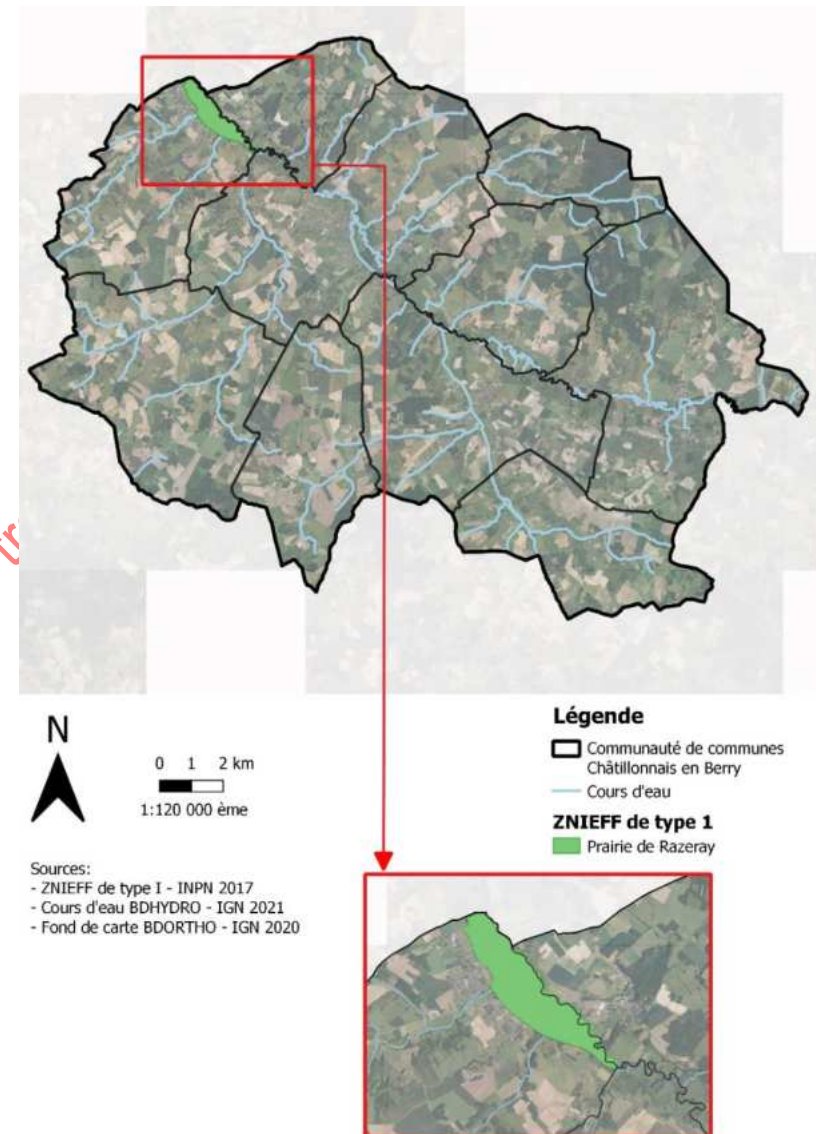 N
0 1 2 km
1:120 000 ème
Sources:
- ZNIEFF de type I - INPN 2017
- Cours d'eau BDHYDRO - IGN 2021
- Fond de carte BDORTHO - IGN 2020
Légende
Communauté de communes
Châtillonnais en Berry
Cours d'eau
ZNIEFF de type 1
Prairie de Razeray